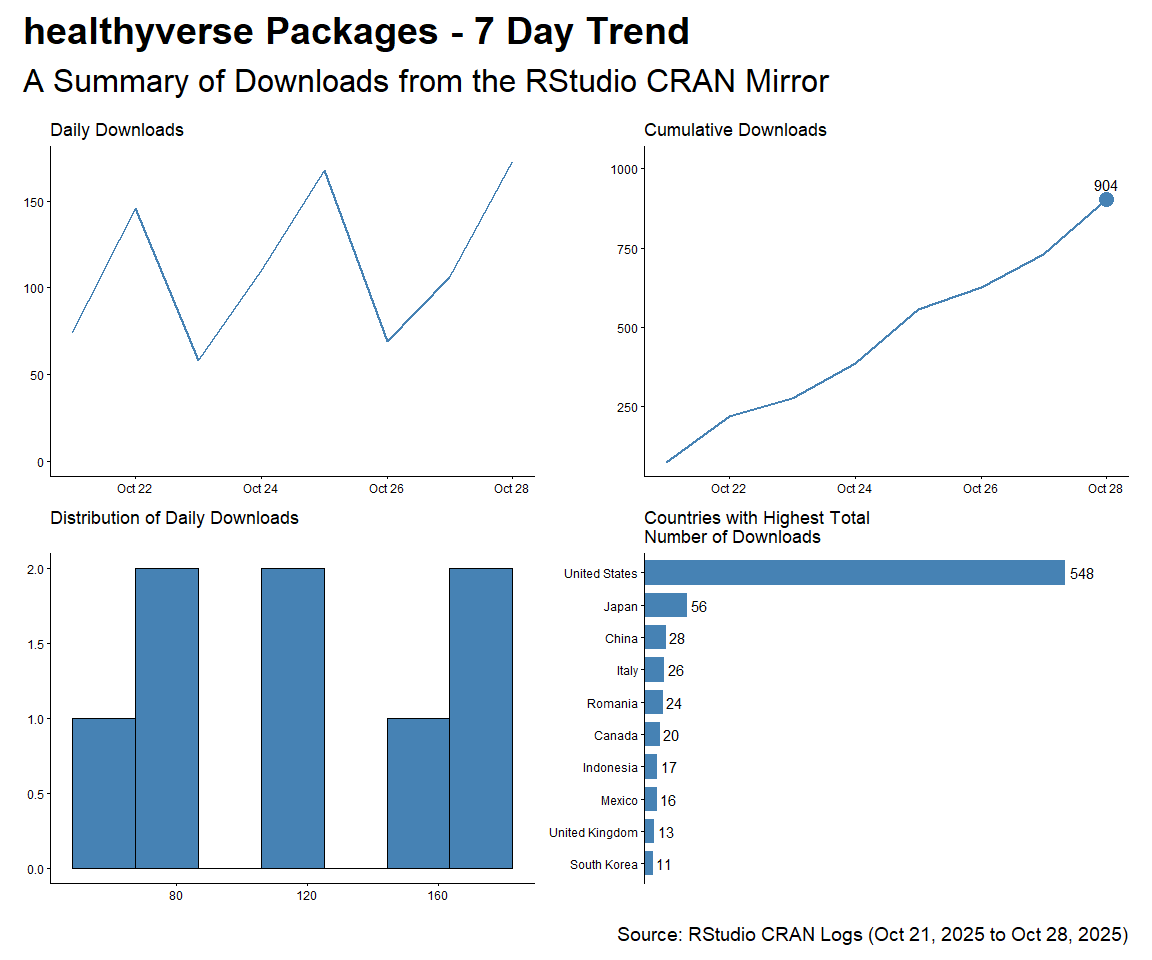 healthyverse Packages - 7 Day Trend
A Summary of Downloads from the RStudio CRAN Mirror
Daily Downloads
150
100
50
0
Oct 22 Oct 24 Oct 26 Oct 28
Cumulative Downloads
1000
750
500
250
904
Oct 22 Oct 24 Oct 26 Oct 28
Distribution of Daily Downloads
2.0
1.5
1.0
0.5
0.0
80 120 160
Countries with Highest Total
Number of Downloads
United States 548
Japan 56
China 28
Italy 26
Romania 24
Canada 20
Indonesia 17
Mexico 16
United Kingdom 13
South Korea 11
Source: RStudio CRAN Logs (Oct 21, 2025 to Oct 28, 2025)